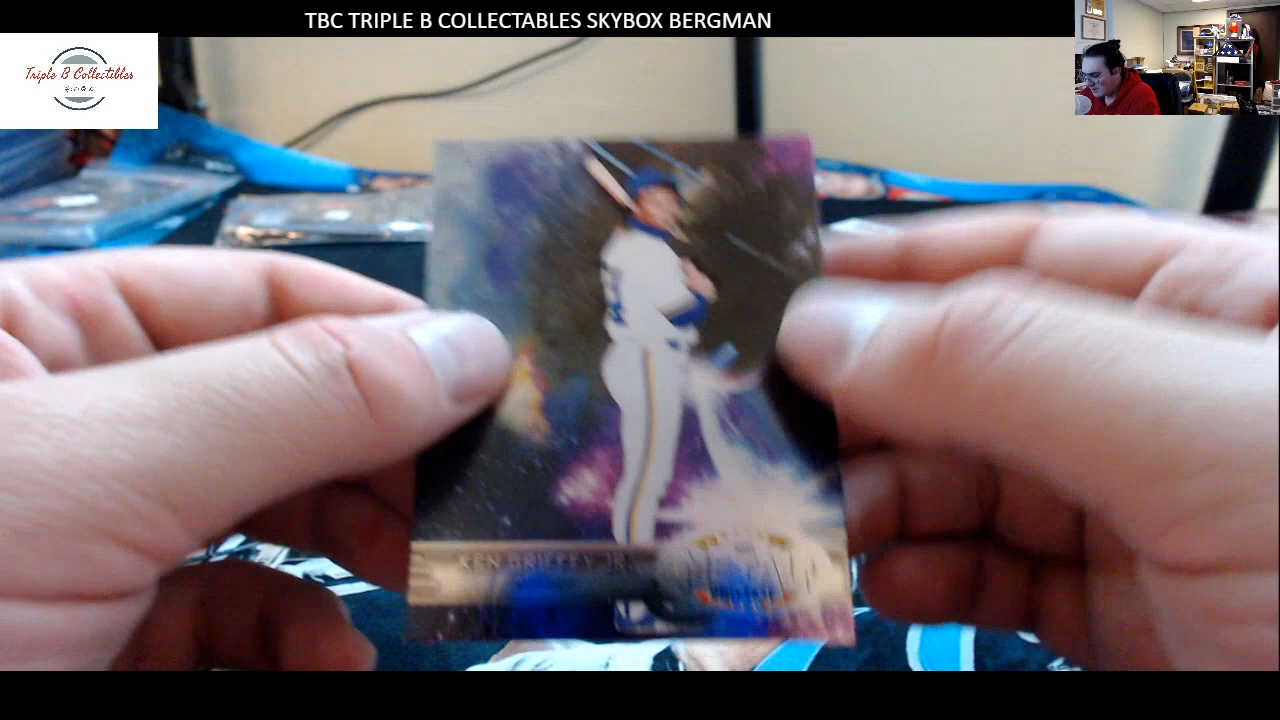 TBC TRIPLE B COLLECTABLES SKYBOX BERGMAN
Triple B Collectibles
KEN GRIFFEY JR.